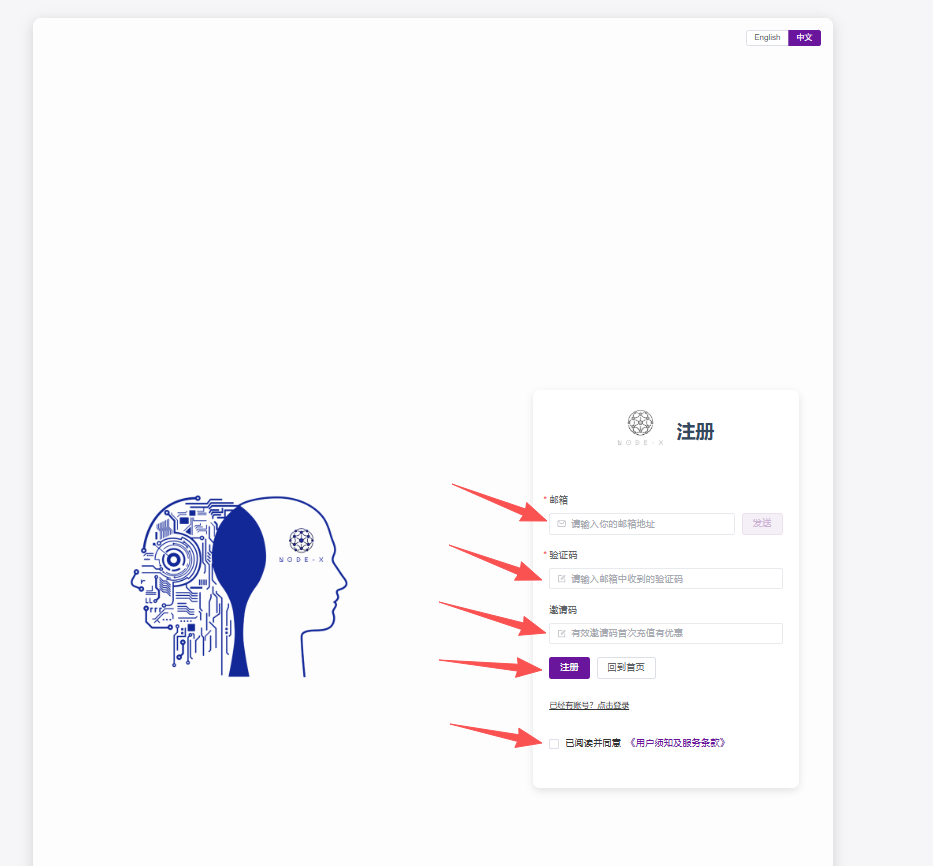 English 中文
NODE-X 注册
* 邮箱
请输入你的邮箱地址 发送
* 验证码
请输入邮箱中收到的验证码
邀请码
有效邀请码首次充值有优惠
注册 回到首页
已经有账号？点击登录
已阅读并同意 《用户须知及服务条款》
NODE-X